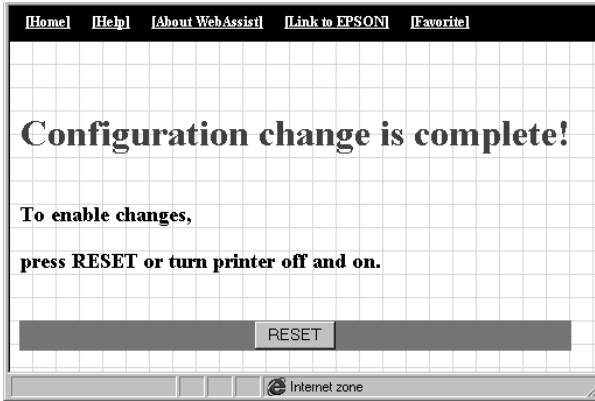 [Home] [Help] [About WebAssist] [Link to EPSON] [Favorite]
Configuration change is complete!
To enable changes,
press RESET or turn printer off and on.
RESET
Internet zone